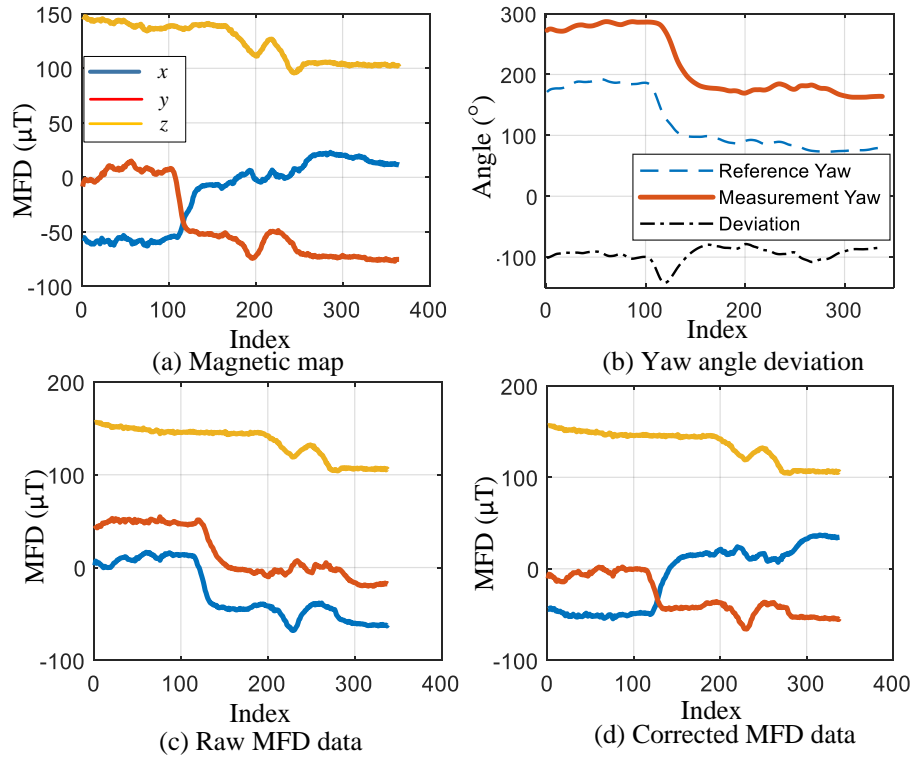 150
100
50
0
-50
-100
MFD (μT)
x
y
z
0
100
200
300
400
Index
(a) Magnetic map
300
200
100
0
·100
Angle (°)
Reference Yaw
Measurement Yaw
Deviation
0
100
200
300
Index
(b) Yaw angle deviation
200
100
0
-100
MFD (μT)
0
100
200
300
400
Index
(c) Raw MFD data
200
100
0
-100
MFD (μT)
0
100
200
300
400
Index
(d) Corrected MFD data